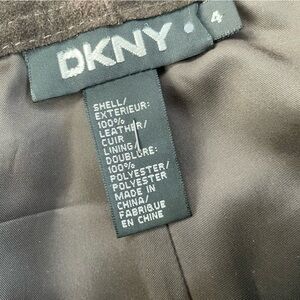 DKNY
4
SHELL/
EXTERIEUR:
100%
LEATHER/
CUIR
LINING/
DOUBLURE:
100%
POLYESTER/
POLYESTER
MADE IN
CHINA/
FABRIQUE
EN CHINE